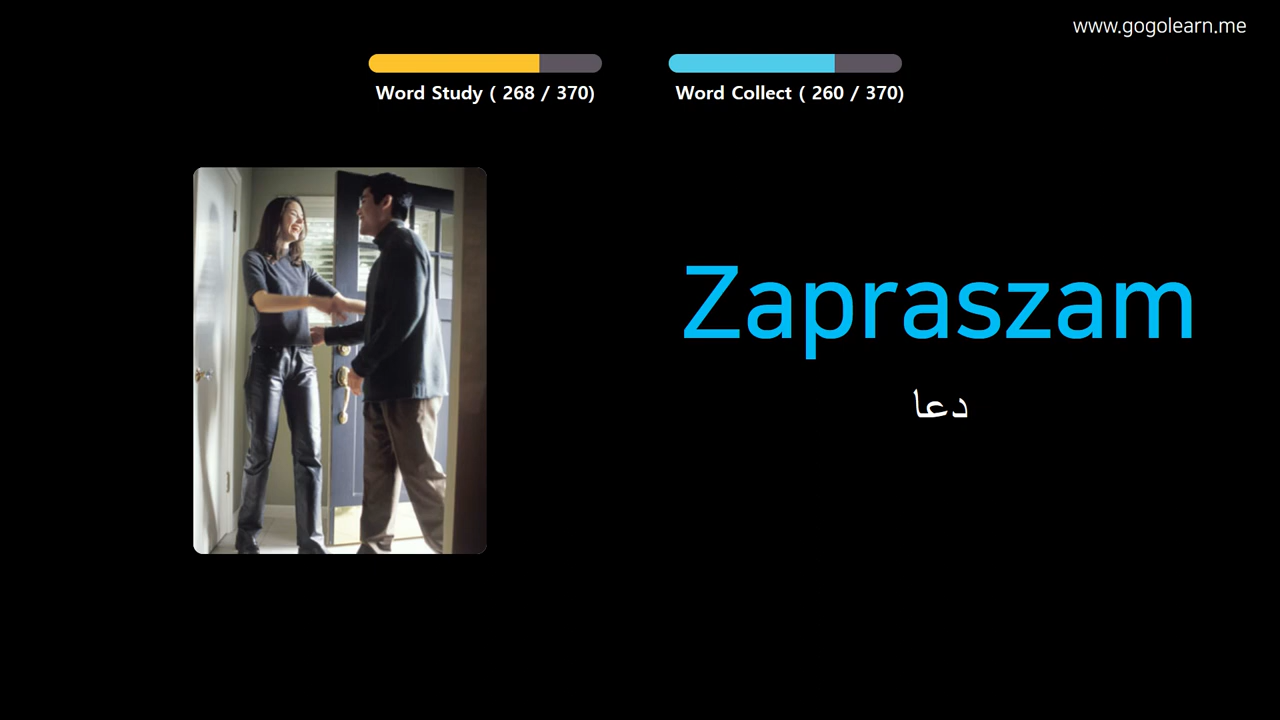 www.gogolearn.me
Word Study ( 268 / 370)
Word Collect ( 260 / 370)
Zapraszam
دعا